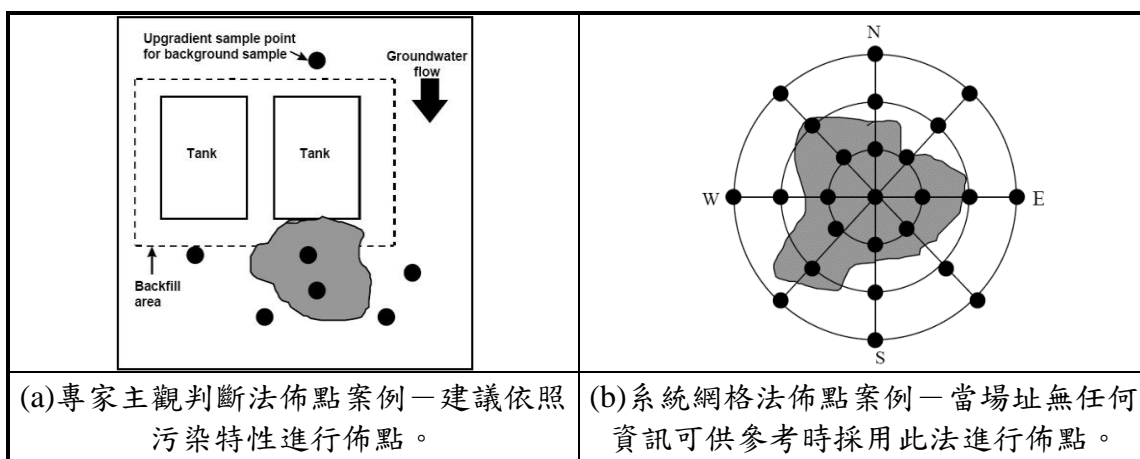 Upgradient sample point
for background sample
Groundwater
flow
Tank
Tank
Backfill
area
N
W
E
S
(a)專家主觀判斷法佈點案例－建議依照
污染特性進行佈點。
(b)系統網格法佈點案例－當場址無任何
資訊可供參考時採用此法進行佈點。